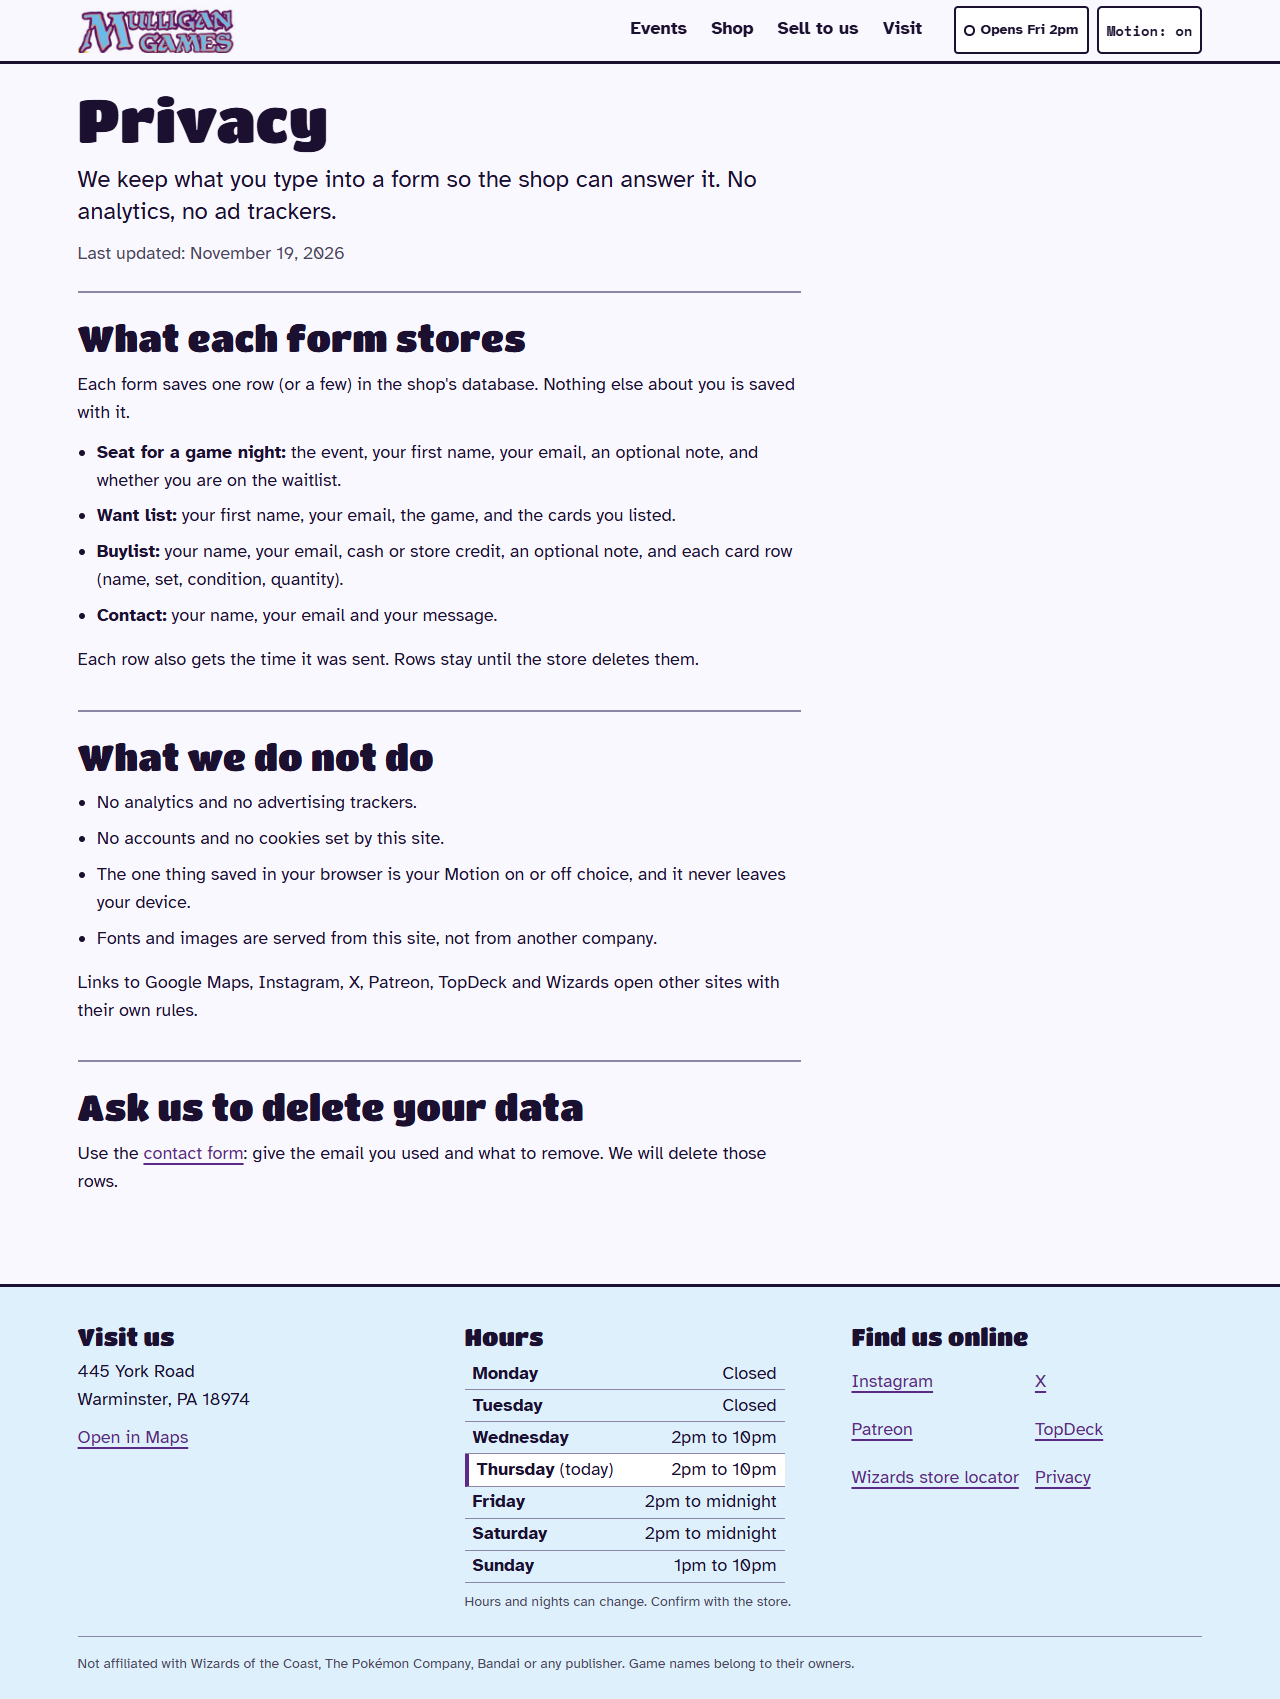 MULLIGAN GAMES
Events Shop Sell to us Visit Opens Fri 2pm Motion: on
Privacy
We keep what you type into a form so the shop can answer it. No
analytics, no ad trackers.
Last updated: November 19, 2026
What each form stores
Each form saves one row (or a few) in the shop's database. Nothing else about you is saved
with it.
• Seat for a game night: the event, your first name, your email, an optional note, and
whether you are on the waitlist.
• Want list: your first name, your email, the game, and the cards you listed.
• Buylist: your name, your email, cash or store credit, an optional note, and each card row
(name, set, condition, quantity).
• Contact: your name, your email and your message.
Each row also gets the time it was sent. Rows stay until the store deletes them.
What we do not do
• No analytics and no advertising trackers.
• No accounts and no cookies set by this site.
• The one thing saved in your browser is your Motion on or off choice, and it never leaves
your device.
• Fonts and images are served from this site, not from another company.
Links to Google Maps, Instagram, X, Patreon, TopDeck and Wizards open other sites with
their own rules.
Ask us to delete your data
Use the contact form: give the email you used and what to remove. We will delete those
rows.
Visit us
445 York Road
Warminster, PA 18974
Open in Maps
Hours
Monday Closed
Tuesday Closed
Wednesday 2pm to 10pm
Thursday (today) 2pm to 10pm
Friday 2pm to midnight
Saturday 2pm to midnight
Sunday 1pm to 10pm
Hours and nights can change. Confirm with the store.
Find us online
Instagram X
Patreon TopDeck
Wizards store locator Privacy
Not affiliated with Wizards of the Coast, The Pokémon Company, Bandai or any publisher. Game names belong to their owners.